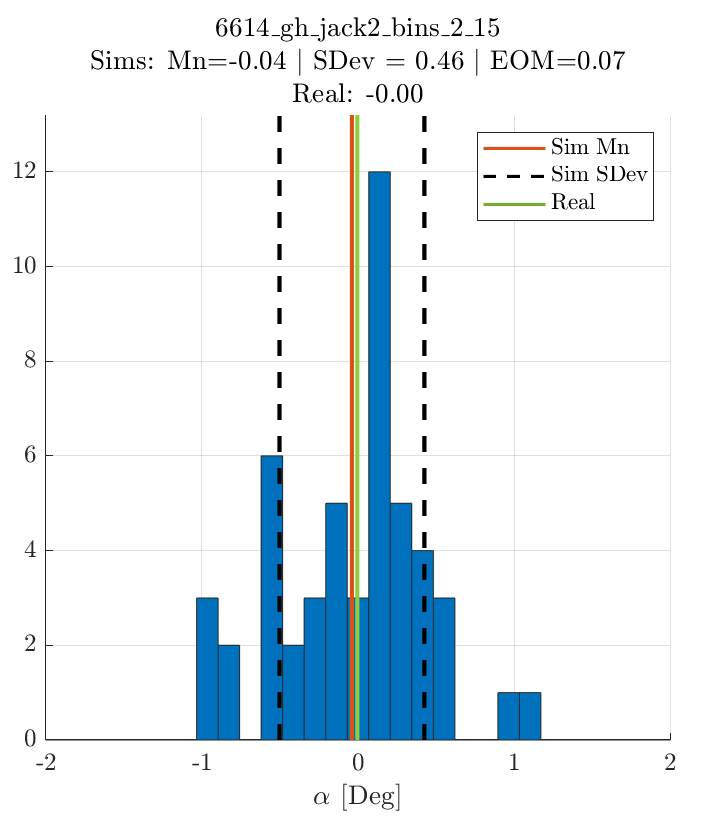 6614_gh_jack2_bins_2_15
Sims: Mn=-0.04 | SDev = 0.46 | EOM=0.07
Real: -0.00
Sim Mn
Sim SDev
Real
12
10
8
6
4
2
0
-2 -1 0 1 2
α [Deg]